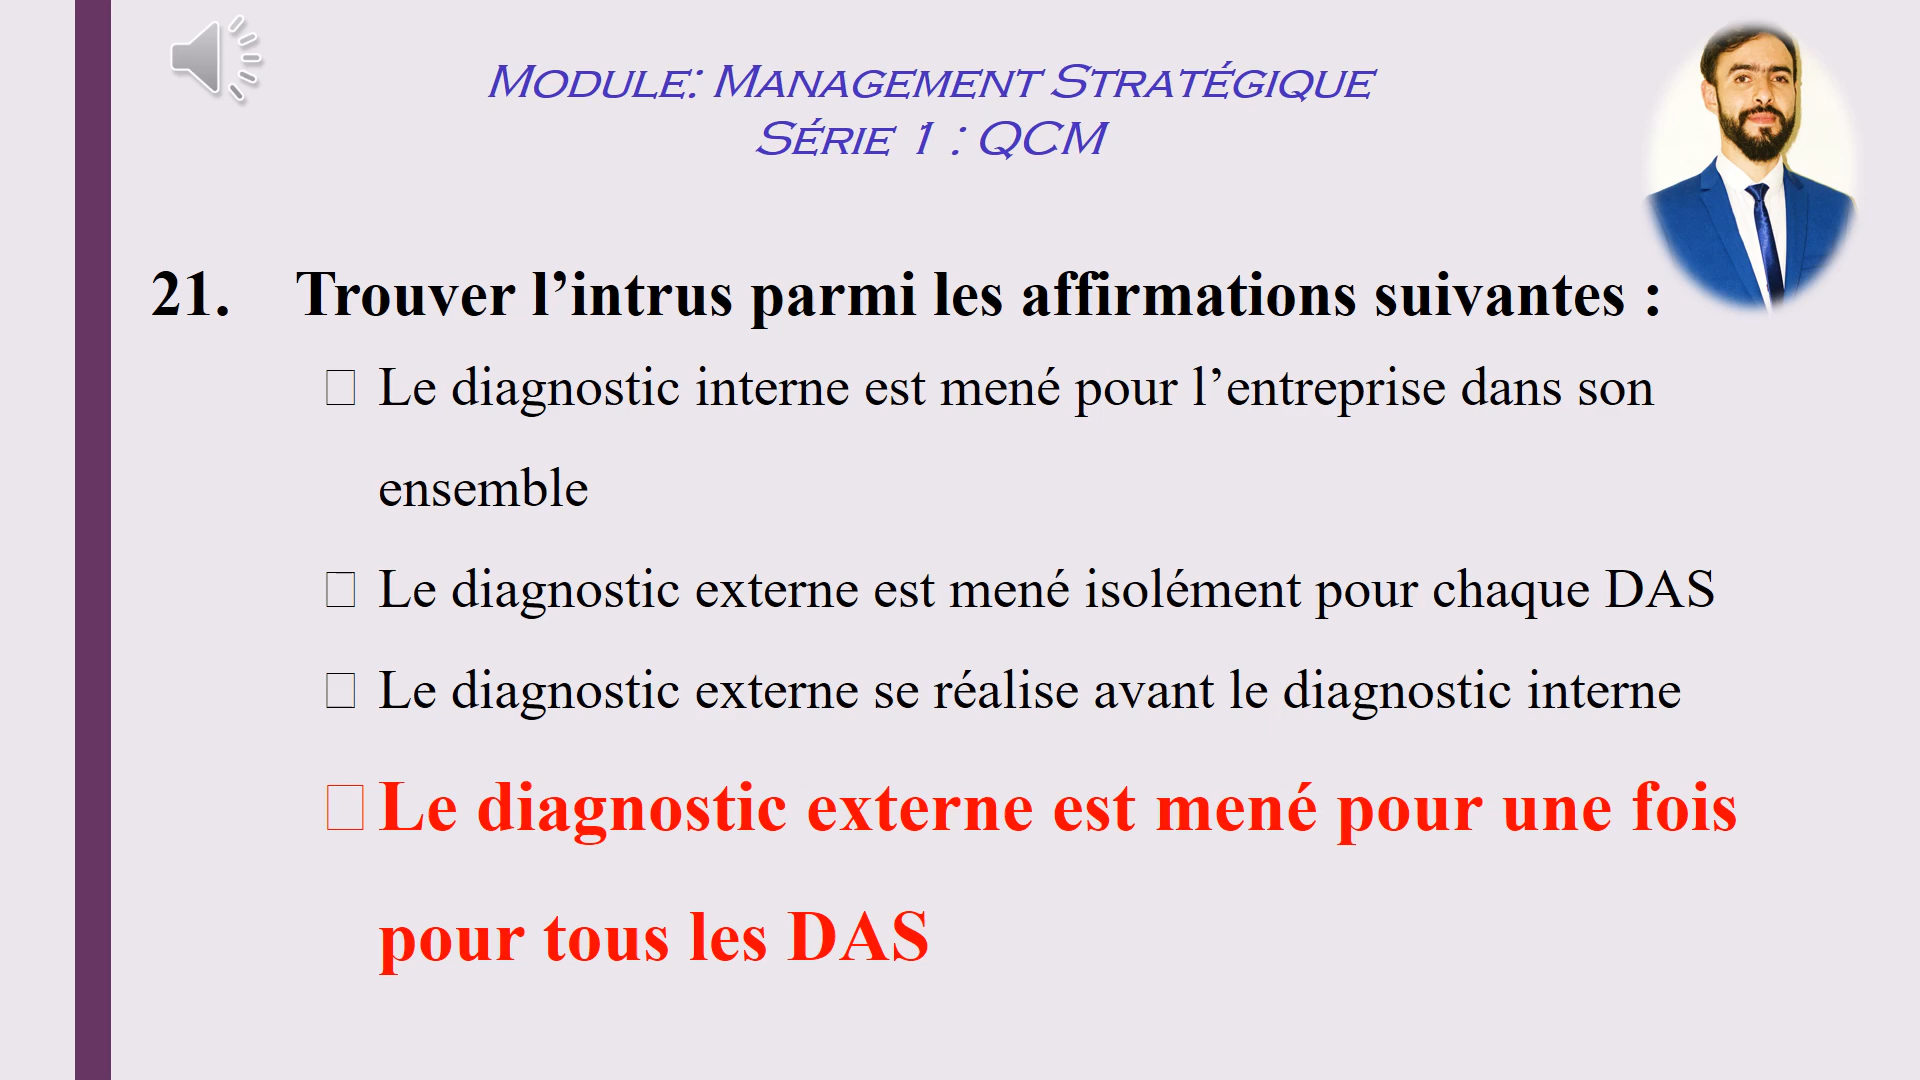 Module: Management Stratégique
Série 1 : QCM
21. Trouver l’intrus parmi les affirmations suivantes :
Le diagnostic interne est mené pour l’entreprise dans son
ensemble
Le diagnostic externe est mené isolément pour chaque DAS
Le diagnostic externe se réalise avant le diagnostic interne
Le diagnostic externe est mené pour une fois
pour tous les DAS